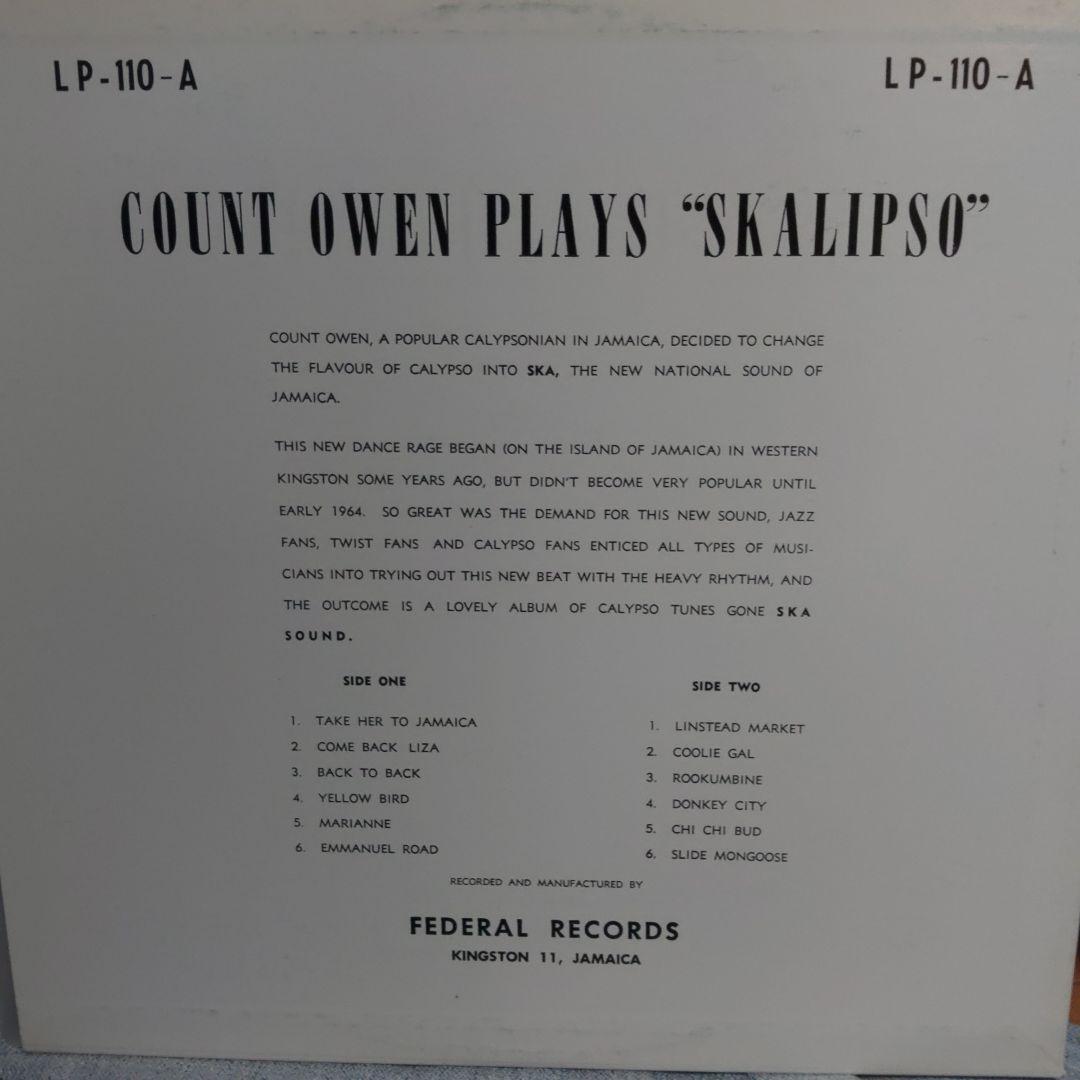 LP-110-A LP-110-A
COUNT OWEN PLAYS “SKALIPSO”
COUNT OWEN, A POPULAR CALYPSONIAN IN JAMAICA, DECIDED TO CHANGE
THE FLAVOUR OF CALYPSO INTO SKA, THE NEW NATIONAL SOUND OF
JAMAICA.
THIS NEW DANCE RAGE BEGAN (ON THE ISLAND OF JAMAICA) IN WESTERN
KINGSTON SOME YEARS AGO, BUT DIDN'T BECOME VERY POPULAR UNTIL
EARLY 1964. SO GREAT WAS THE DEMAND FOR THIS NEW SOUND, JAZZ
FANS, TWIST FANS AND CALYPSO FANS ENTICED ALL TYPES OF MUSI-
CIANS INTO TRYING OUT THIS NEW BEAT WITH THE HEAVY RHYTHM, AND
THE OUTCOME IS A LOVELY ALBUM OF CALYPSO TUNES GONE SKA
SOUND.
SIDE ONE
1. TAKE HER TO JAMAICA
2. COME BACK LIZA
3. BACK TO BACK
4. YELLOW BIRD
5. MARIANNE
6. EMMANUEL ROAD
SIDE TWO
1. LINSTEAD MARKET
2. COOLIE GAL
3. ROOKUMBINE
4. DONKEY CITY
5. CHI CHI BUD
6. SLIDE MONGOOSE
RECORDED AND MANUFACTURED BY
FEDERAL RECORDS
KINGSTON 11, JAMAICA